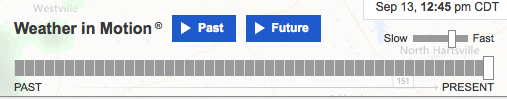 Westville
Sep 13, 12:45 pm CDT
Weather in Motion® Past Future
Slow Fast
North Hartsville
151
PAST PRESENT